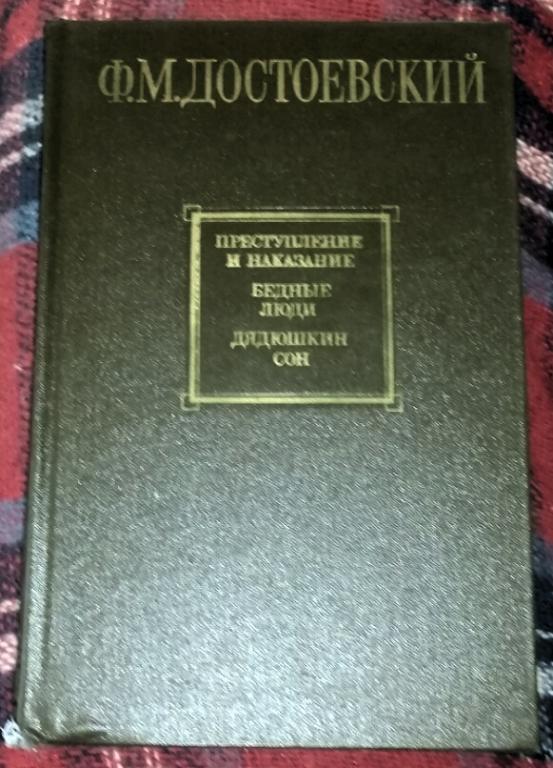 Ф.М.ДОСТОЕВСКИЙ
ПРЕСТУПЛЕНИЕ
И НАКАЗАНИЕ
БЕДНЫЕ
ЛЮДИ
ДЯДЮШКИН
СОН